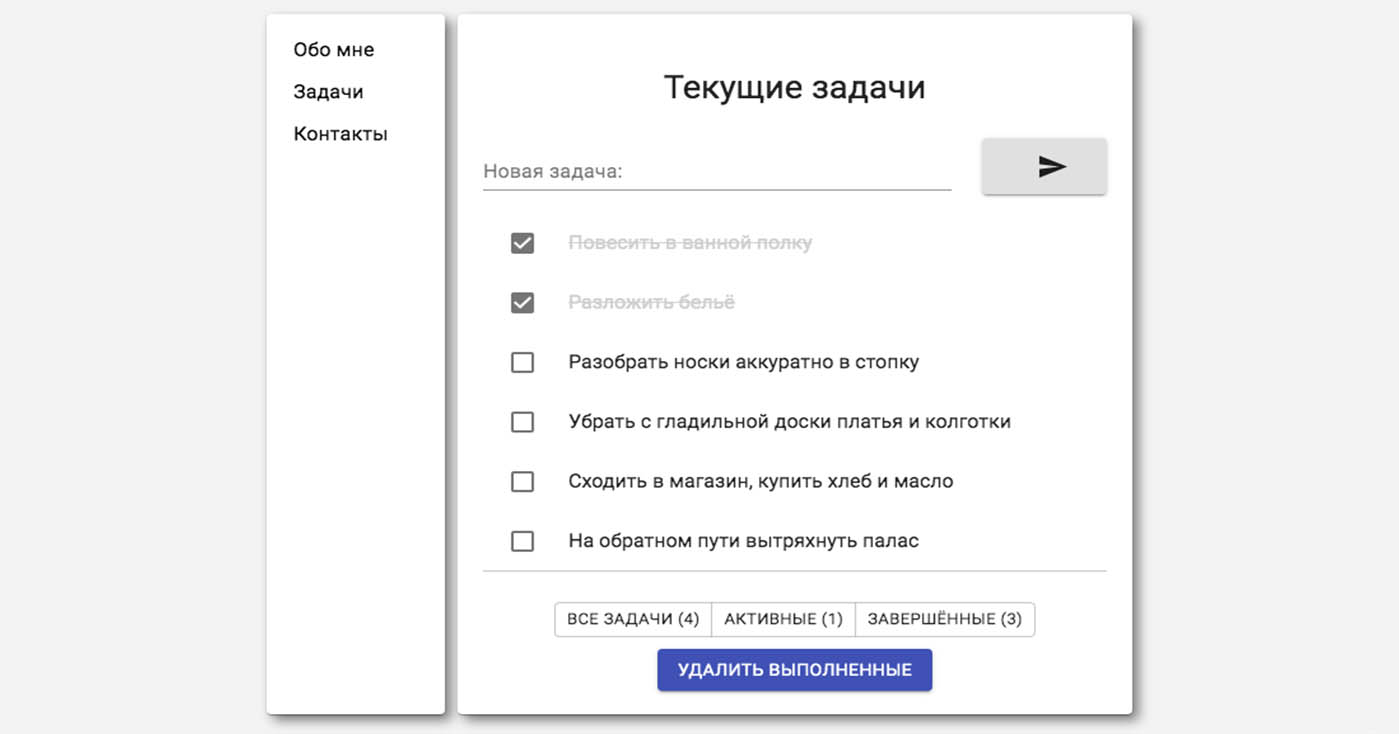 Обо мне
Задачи
Контакты
Текущие задачи
Новая задача:
Повесить в ванной полку
Разложить бельё
Разобрать носки аккуратно в стопку
Убрать с гладильной доски платья и колготки
Сходить в магазин, купить хлеб и масло
На обратном пути вытряхнуть палас
ВСЕ ЗАДАЧИ (4) АКТИВНЫЕ (1) ЗАВЕРШЁННЫЕ (3)
УДАЛИТЬ ВЫПОЛНЕННЫЕ